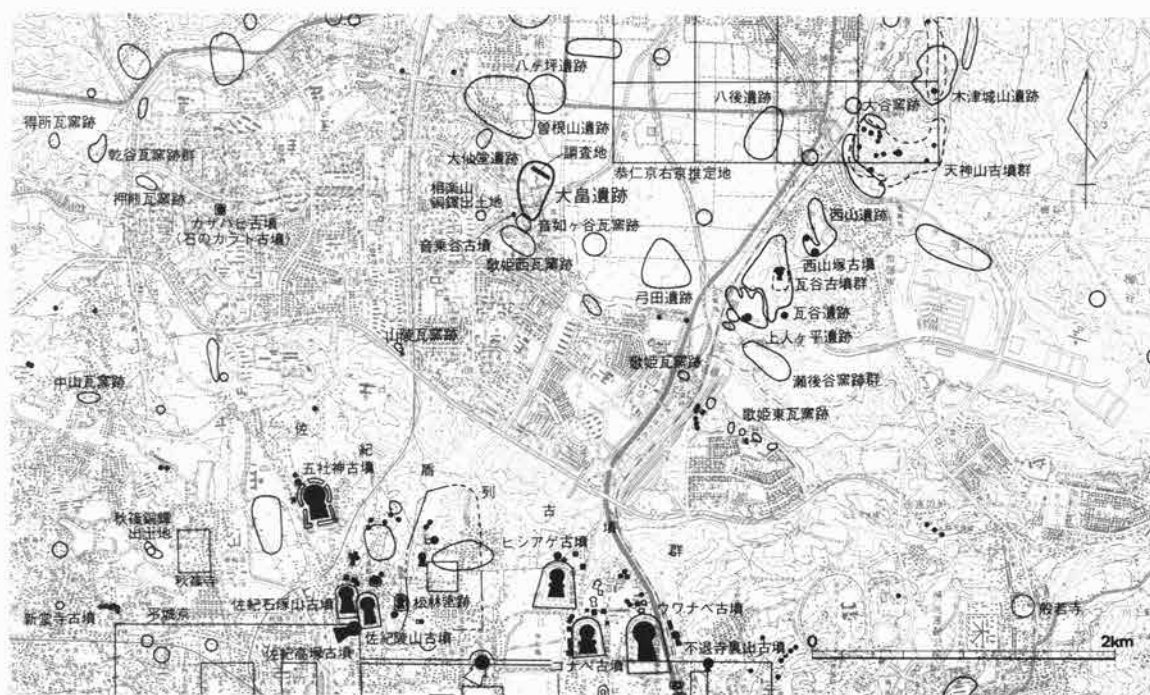 八ヶ坪遺跡
八後遺跡
大谷窯跡
木津城山遺跡
得所瓦窯跡
乾谷瓦窯跡群
曽根山遺跡
大仙堂遺跡
調査地
恭仁京右京推定地
天神山古墳群
押熊瓦窯跡
相楽山
銅鐸出土地
大畠遺跡
カザハヒ古墳
(石のカラト古墳)
音如ヶ谷瓦窯跡
音乗谷古墳
歌姫西瓦窯跡
西山遺跡
西山塚古墳
瓦谷古墳群
弓田遺跡
瓦谷遺跡
上人ヶ平遺跡
山陵瓦窯跡
歌姫瓦窯跡
瀬後谷窯跡群
中山瓦窯跡
歌姫東瓦窯跡
佐紀盾列古墳群
五社神古墳
秋篠銅鐸
出土地
秋篠寺
ヒシアゲ古墳
新堂寺古墳
平城京
佐紀石塚山古墳
松林苑跡
ウワナベ古墳
般若寺
佐紀陵山古墳
佐紀高塚古墳
コナベ古墳
不退寺裏山古墳
0 2km